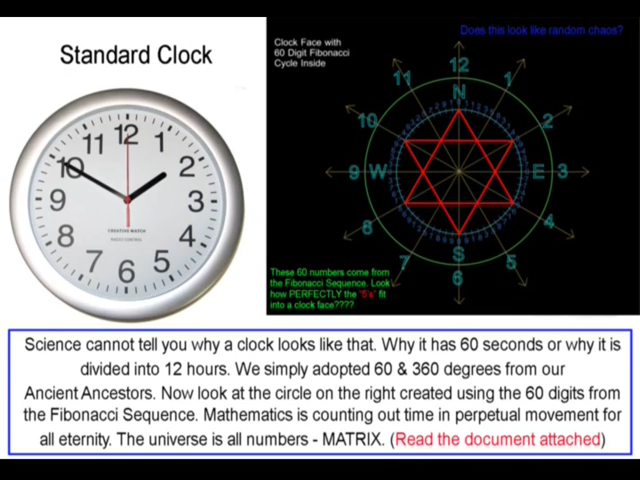 Standard Clock
12
1
2
3
4
5
6
7
8
9
10
11
CREATIVE WATCH
RADIO CONTROL
Does this look like random chaos?
Clock Face with
60 Digit Fibonacci
Cycle Inside
12
1
2
3
4
5
6
7
8
9
10
11
N
E
S
W
These 60 numbers come from
the Fibonacci Sequence. Look
how PERFECTLY the "5's" fit
into a clock face????
Science cannot tell you why a clock looks like that. Why it has 60 seconds or why it is
divided into 12 hours. We simply adopted 60 & 360 degrees from our
Ancient Ancestors. Now look at the circle on the right created using the 60 digits from
the Fibonacci Sequence. Mathematics is counting out time in perpetual movement for
all eternity. The universe is all numbers - MATRIX. (Read the document attached)